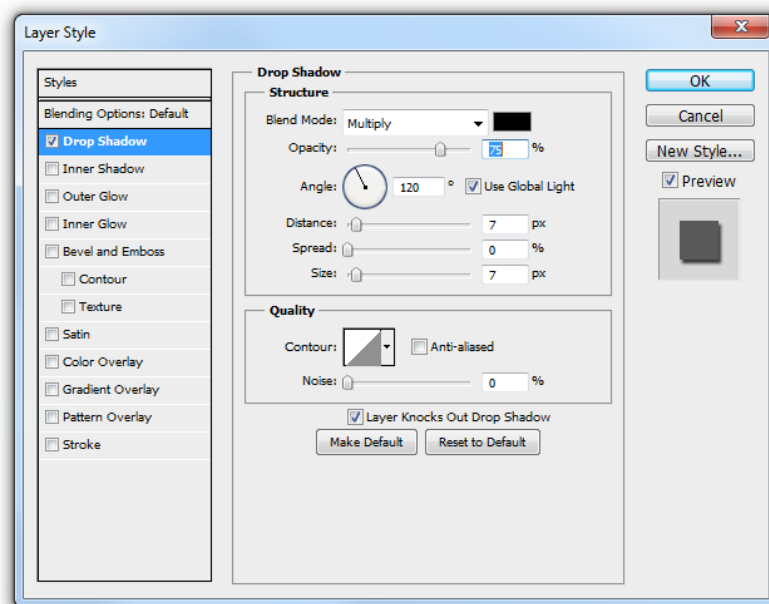 Layer Style
Styles
Blending Options: Default
Drop Shadow
Inner Shadow
Outer Glow
Inner Glow
Bevel and Emboss
Contour
Texture
Satin
Color Overlay
Gradient Overlay
Pattern Overlay
Stroke
Drop Shadow
Structure
Blend Mode: Multiply
Opacity: 75 %
Angle: 120 ° Use Global Light
Distance: 7 px
Spread: 0 %
Size: 7 px
Quality
Contour: Anti-aliased
Noise: 0 %
Layer Knocks Out Drop Shadow
Make Default Reset to Default
OK
Cancel
New Style...
Preview